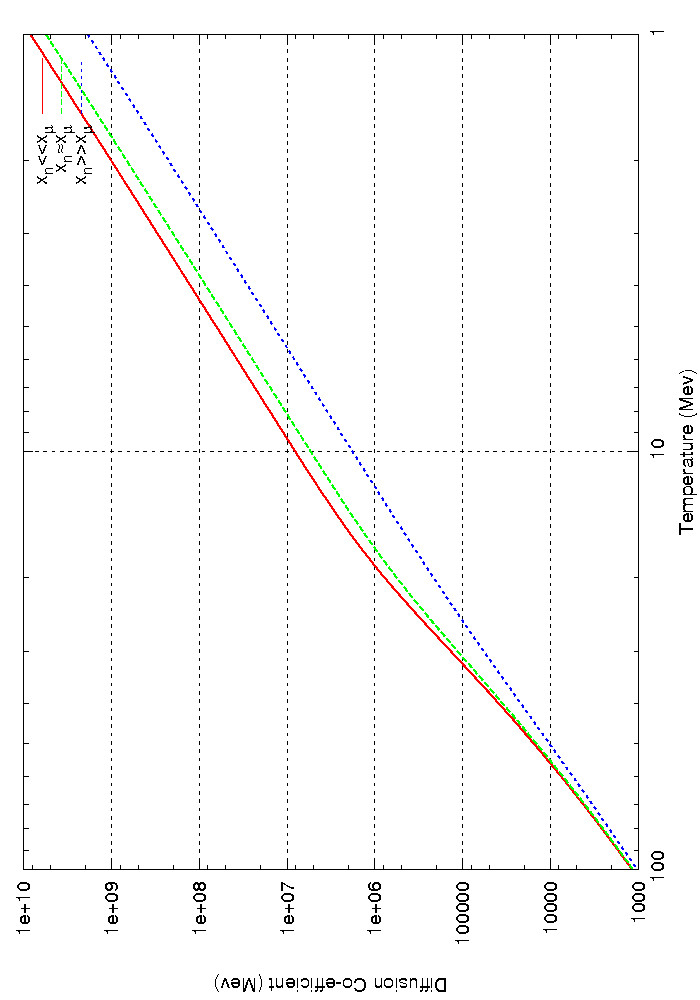 x_n<<x_μ
x_n≈x_μ
x_n>>x_μ
1e+10
1e+09
1e+08
1e+07
1e+06
100000
10000
1000
100
10
1
Temperature (Mev)
Diffusion Co-efficient (Mev)